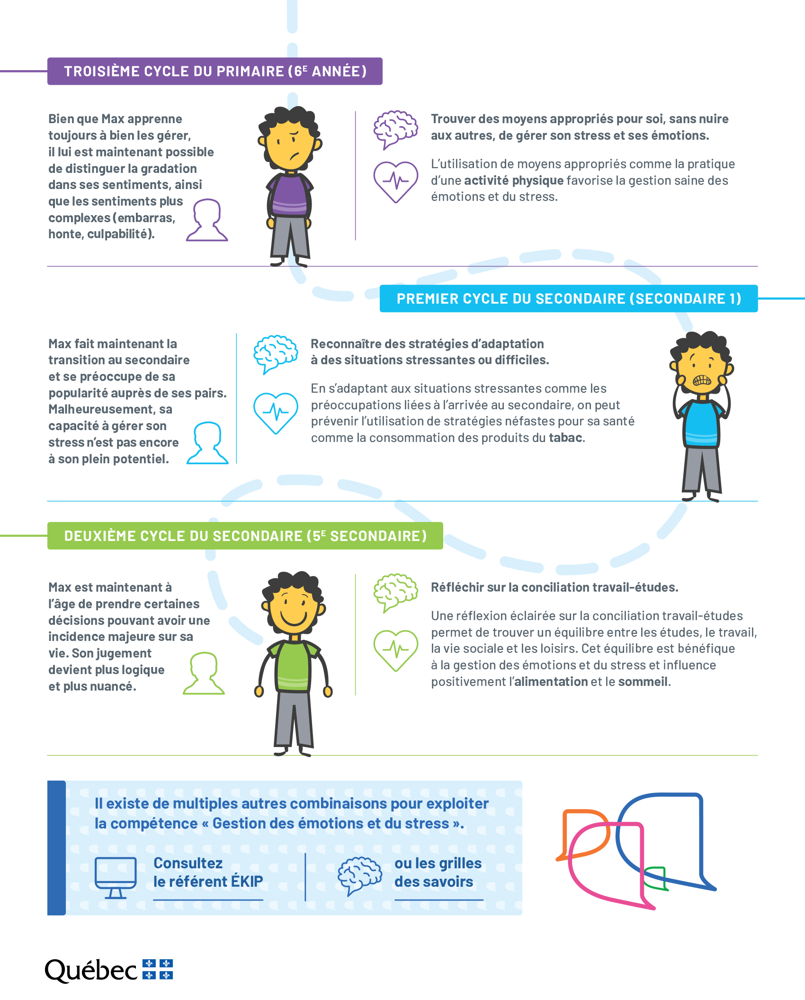 TROISIÈME CYCLE DU PRIMAIRE (6E ANNÉE)
Bien que Max apprenne
toujours à bien les gérer,
il lui est maintenant possible
de distinguer la gradation
dans ses sentiments, ainsi
que les sentiments plus
complexes (embarras,
honte, culpabilité).
Trouver des moyens appropriés pour soi, sans nuire
aux autres, de gérer son stress et ses émotions.
L’utilisation de moyens appropriés comme la pratique
d’une activité physique favorise la gestion saine des
émotions et du stress.
PREMIER CYCLE DU SECONDAIRE (SECONDAIRE 1)
Max fait maintenant la
transition au secondaire
et se préoccupe de sa
popularité auprès de ses pairs.
Malheureusement, sa
capacité à gérer son
stress n’est pas encore
à son plein potentiel.
Reconnaître des stratégies d’adaptation
à des situations stressantes ou difficiles.
En s’adaptant aux situations stressantes comme les
préoccupations liées à l’arrivée au secondaire, on peut
prévenir l’utilisation de stratégies néfastes pour sa santé
comme la consommation des produits du tabac.
DEUXIÈME CYCLE DU SECONDAIRE (5E SECONDAIRE)
Max est maintenant à
l’âge de prendre certaines
décisions pouvant avoir une
incidence majeure sur sa
vie. Son jugement
devient plus logique
et plus nuancé.
Réfléchir sur la conciliation travail-études.
Une réflexion éclairée sur la conciliation travail-études
permet de trouver un équilibre entre les études, le travail,
la vie sociale et les loisirs. Cet équilibre est bénéfique
à la gestion des émotions et du stress et influence
positivement l’alimentation et le sommeil.
Il existe de multiples autres combinaisons pour exploiter
la compétence « Gestion des émotions et du stress ».
Consultez
le référent ÉKIP
ou les grilles
des savoirs
Québec